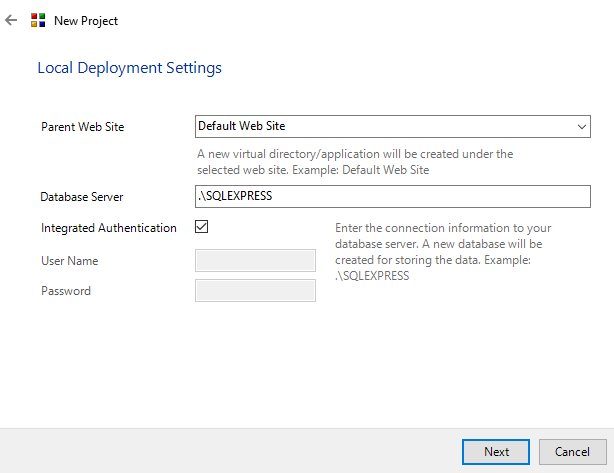 New Project
Local Deployment Settings
Parent Web Site
Default Web Site
A new virtual directory/application will be created under the
selected web site. Example: Default Web Site
Database Server
.\SQLEXPRESS
Integrated Authentication
Enter the connection information to your
database server. A new database will be
created for storing the data. Example:
.\SQLEXPRESS
User Name
Password
Next
Cancel